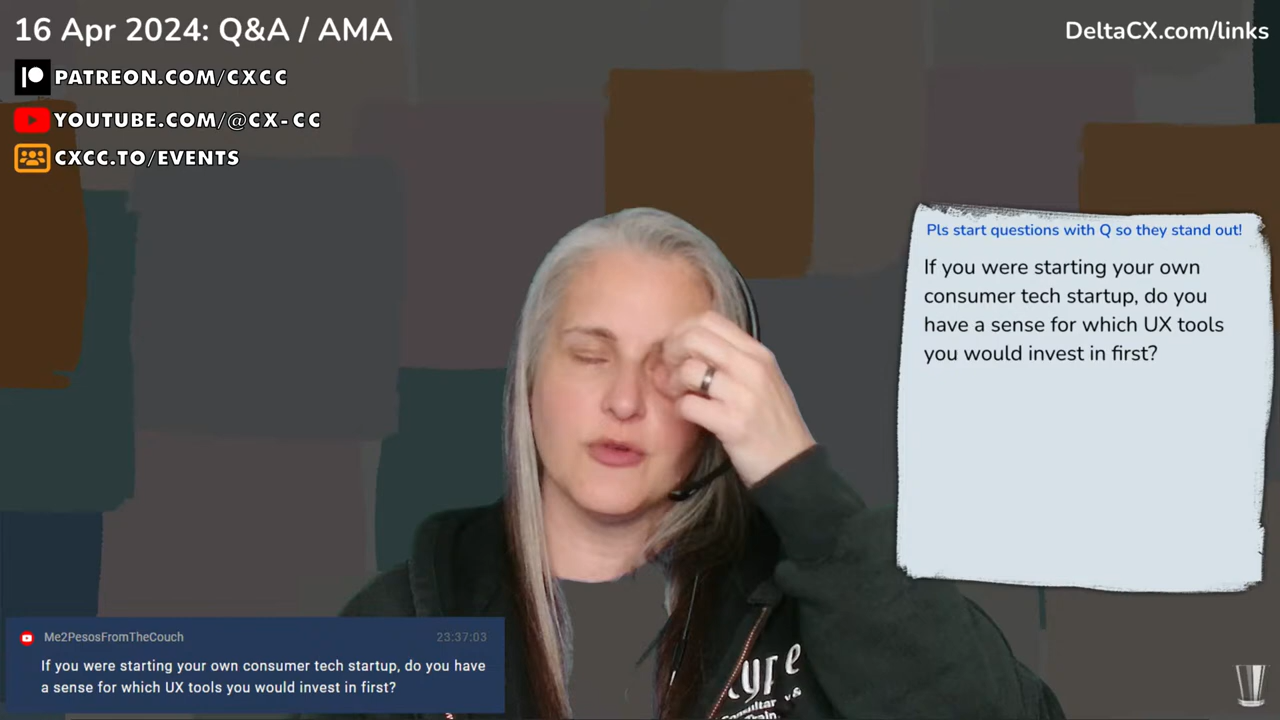 16 Apr 2024: Q&A / AMA
DeltaCX.com/links
PATREON.COM/CXCC
YOUTUBE.COM/@CX-CC
CXCC.TO/EVENTS
Pls start questions with Q so they stand out!
If you were starting your own
consumer tech startup, do you
have a sense for which UX tools
you would invest in first?
Me2PesosFromTheCouch
23:37:03
If you were starting your own consumer tech startup, do you have
a sense for which UX tools you would invest in first?